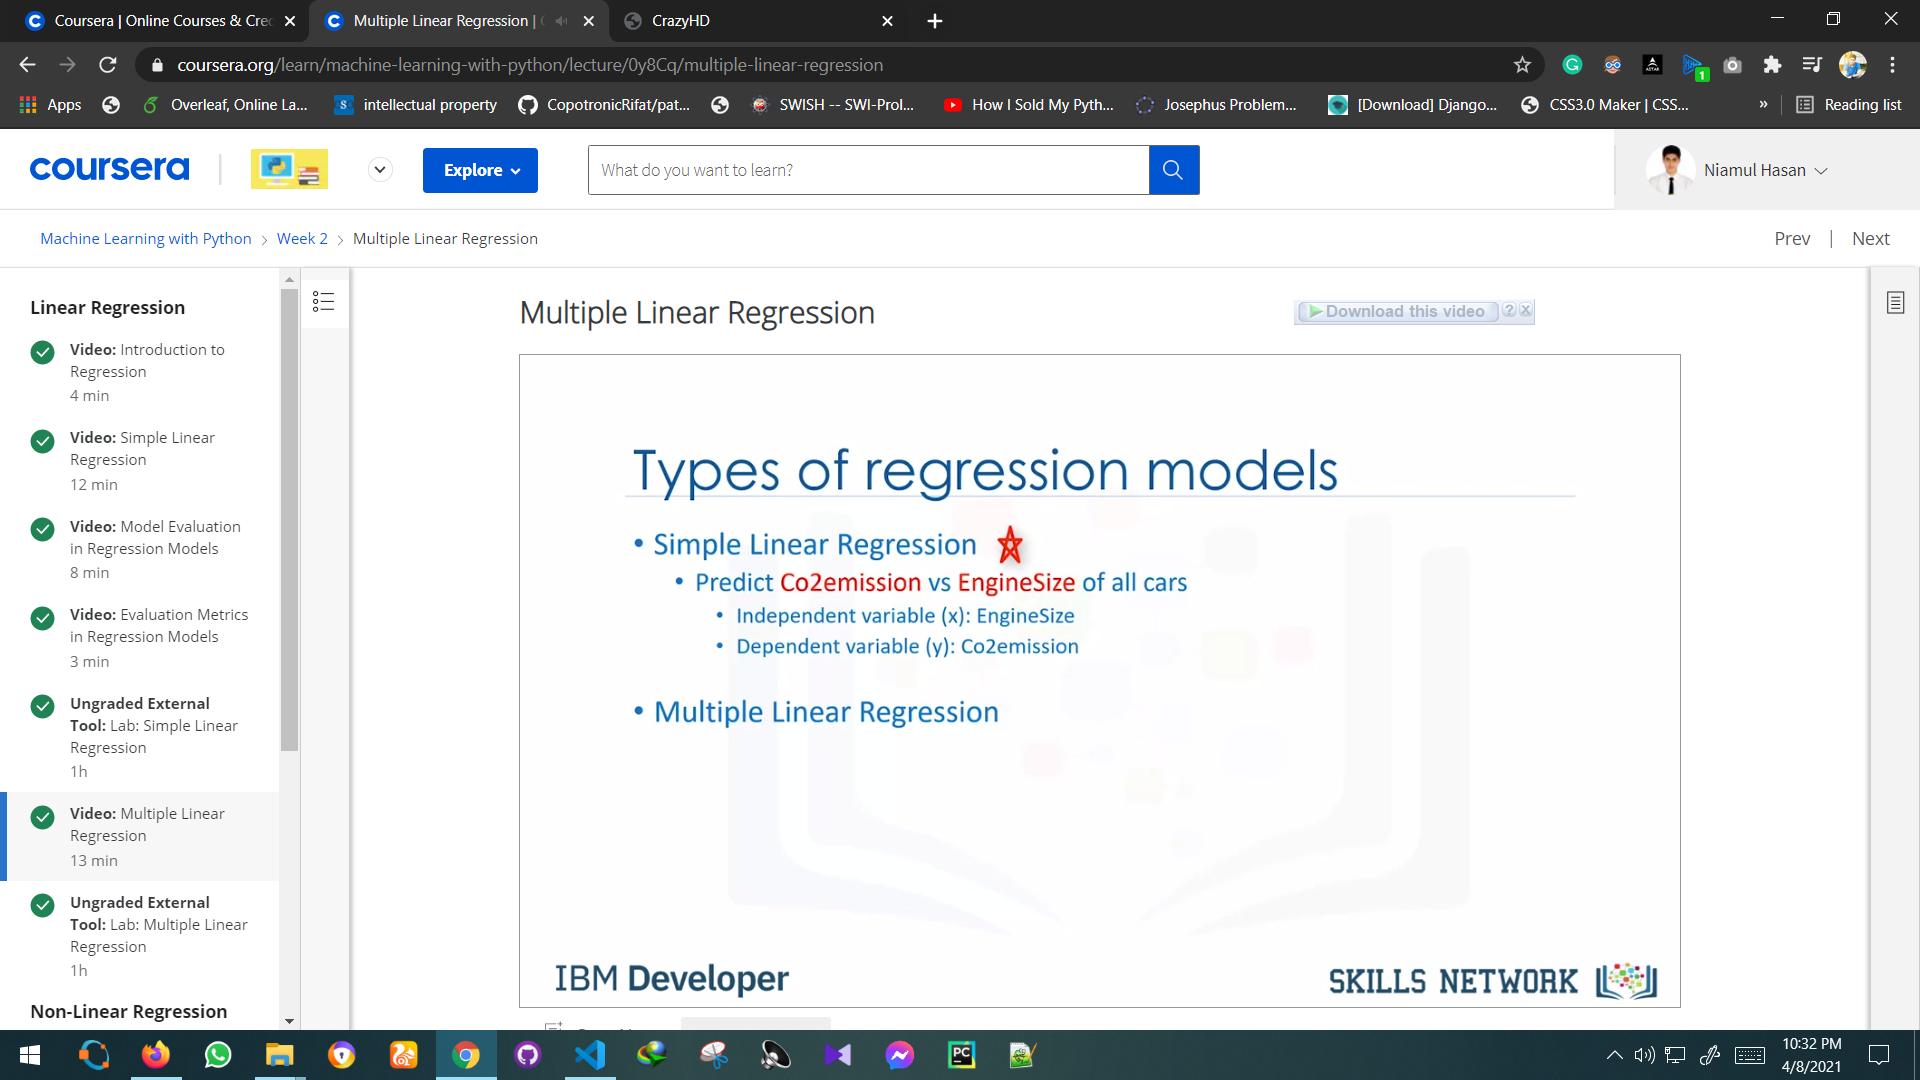 Coursera | Online Courses & Cred
Multiple Linear Regression |
CrazyHD
coursera.org/learn/machine-learning-with-python/lecture/0y8Cq/multiple-linear-regression
1
Apps
Overleaf, Online La...
intellectual property
CopotronicRifat/pat...
SWISH -- SWI-Prol...
How I Sold My Pyth...
Josephus Problem...
[Download] Django...
CSS3.0 Maker | CSS...
»
Reading list
coursera
Explore
What do you want to learn?
Niamul Hasan
Machine Learning with Python > Week 2 > Multiple Linear Regression
Prev | Next
Linear Regression
Video: Introduction to
Regression
4 min
Video: Simple Linear
Regression
12 min
Video: Model Evaluation
in Regression Models
8 min
Video: Evaluation Metrics
in Regression Models
3 min
Ungraded External
Tool: Lab: Simple Linear
Regression
1h
Video: Multiple Linear
Regression
13 min
Ungraded External
Tool: Lab: Multiple Linear
Regression
1h
Non-Linear Regression
Multiple Linear Regression
Download this video ? X
Types of regression models
• Simple Linear Regression
• Predict Co2emission vs EngineSize of all cars
• Independent variable (x): EngineSize
• Dependent variable (y): Co2emission
• Multiple Linear Regression
IBM Developer
SKILLS NETWORK
PC
10:32 PM
4/8/2021